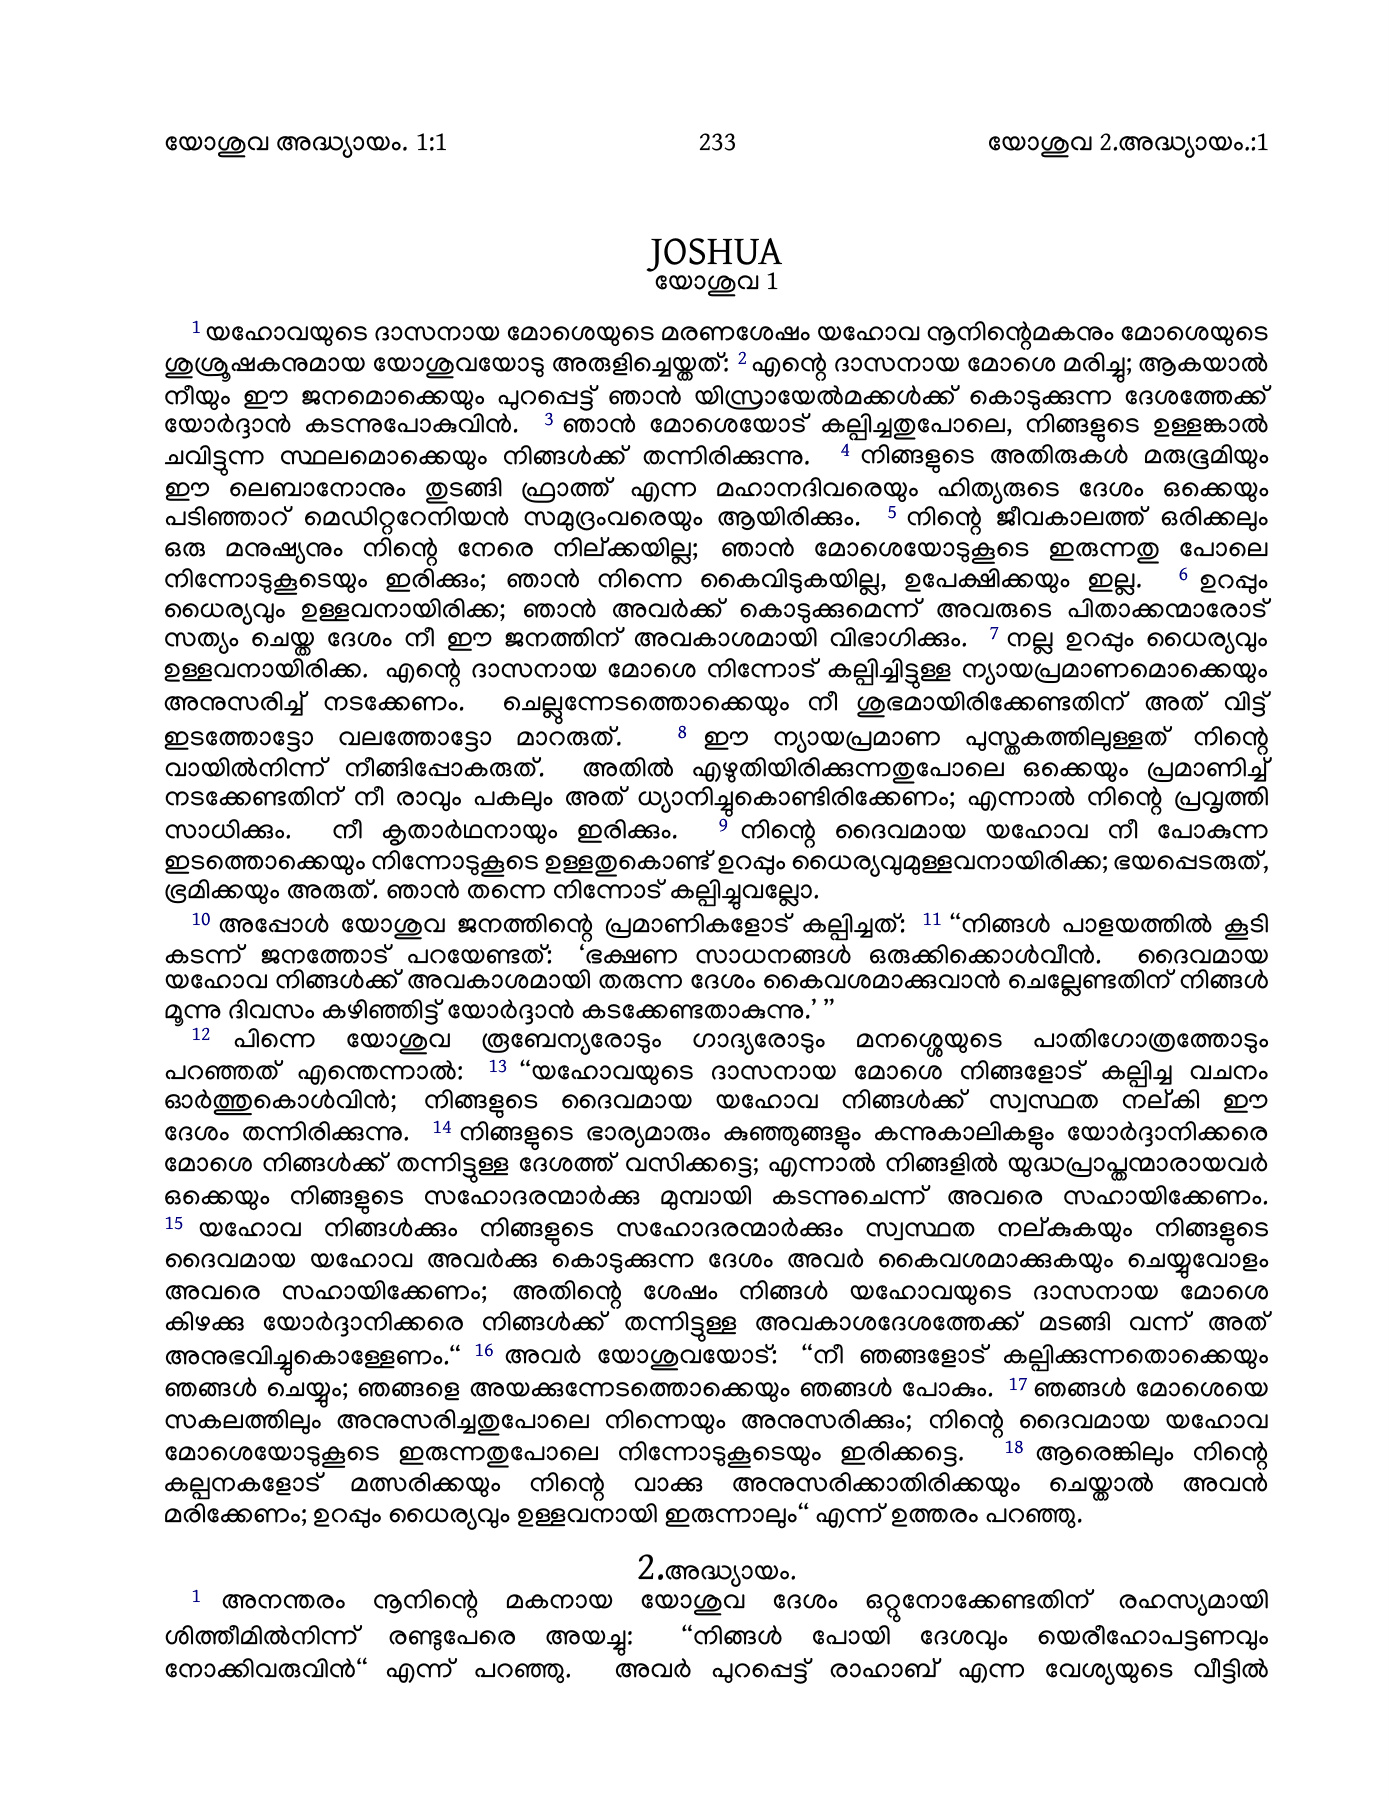 യോശുവ അദ്ധ്യായം. 1:1 233 യോശുവ 2.അദ്ധ്യായം.:1
JOSHUA
യോശുവ 1
1 യഹോവയുടെ ദാസനായ മോശെയുടെ മരണശേഷം യഹോവ നൂനിന്റെമകനും മോശെയുടെ
ശുശ്രൂഷകനുമായ യോശുവയോടു അരുളിച്ചെയ്തത്: 2 എന്റെ ദാസനായ മോശെ മരിച്ചു; ആകയാൽ
നീയും ഈ ജനമൊക്കെയും പുറപ്പെട്ട് ഞാൻ യിസ്രായേൽമക്കൾക്ക് കൊടുക്കുന്ന ദേശത്തേക്ക്
യോർദ്ദാൻ കടന്നുപോകുവിൻ. 3 ഞാൻ മോശെയോട് കല്പിച്ചതുപോലെ, നിങ്ങളുടെ ഉള്ളങ്കാൽ
ചവിട്ടുന്ന സ്ഥലമൊക്കെയും നിങ്ങൾക്ക് തന്നിരിക്കുന്നു. 4 നിങ്ങളുടെ അതിരുകൾ മരുഭൂമിയും
ഈ ലെബാനോനും തുടങ്ങി ഫ്രാത്ത് എന്ന മഹാനദിവരെയും ഹിത്യരുടെ ദേശം ഒക്കെയും
പടിഞ്ഞാറ് മെഡിറ്ററേനിയൻ സമുദ്രംവരെയും ആയിരിക്കും. 5 നിന്റെ ജീവകാലത്ത് ഒരിക്കലും
ഒരു മനുഷ്യനും നിന്റെ നേരെ നില്ക്കയില്ല; ഞാൻ മോശെയോടുകൂടെ ഇരുന്നതു പോലെ
നിന്നോടുകൂടെയും ഇരിക്കും; ഞാൻ നിന്നെ കൈവിടുകയില്ല, ഉപേക്ഷിക്കയും ഇല്ല. 6 ഉറപ്പും
ധൈര്യവും ഉള്ളവനായിരിക്ക; ഞാൻ അവർക്ക് കൊടുക്കുമെന്ന് അവരുടെ പിതാക്കന്മാരോട്
സത്യം ചെയ്ത ദേശം നീ ഈ ജനത്തിന് അവകാശമായി വിഭാഗിക്കും. 7 നല്ല ഉറപ്പും ധൈര്യവും
ഉള്ളവനായിരിക്ക. എന്റെ ദാസനായ മോശെ നിന്നോട് കല്പിച്ചിട്ടുള്ള ന്യായപ്രമാണമൊക്കെയും
അനുസരിച്ച് നടക്കേണം. ചെല്ലുന്നേടത്തൊക്കെയും നീ ശുഭമായിരിക്കേണ്ടതിന് അത് വിട്ട്
ഇടത്തോട്ടോ വലത്തോട്ടോ മാറരുത്. 8 ഈ ന്യായപ്രമാണ പുസ്തകത്തിലുള്ളത് നിന്റെ
വായിൽനിന്ന് നീങ്ങിപ്പോകരുത്. അതിൽ എഴുതിയിരിക്കുന്നതുപോലെ ഒക്കെയും പ്രമാണിച്ച്
നടക്കേണ്ടതിന് നീ രാവും പകലും അത് ധ്യാനിച്ചുകൊണ്ടിരിക്കേണം; എന്നാൽ നിന്റെ പ്രവൃത്തി
സാധിക്കും. നീ കൃതാർഥനായും ഇരിക്കും. 9 നിന്റെ ദൈവമായ യഹോവ നീ പോകുന്ന
ഇടത്തൊക്കെയും നിന്നോടുകൂടെ ഉള്ളതുകൊണ്ട് ഉറപ്പും ധൈര്യവുമുള്ളവനായിരിക്ക; ഭയപ്പെടരുത്,
ഭ്രമിക്കയും അരുത്. ഞാൻ തന്നെ നിന്നോട് കല്പിച്ചുവല്ലോ.
10 അപ്പോൾ യോശുവ ജനത്തിന്റെ പ്രമാണികളോട് കല്പിച്ചത്: 11 “നിങ്ങൾ പാളയത്തിൽ കൂടി
കടന്ന് ജനത്തോട് പറയേണ്ടത്: ‘ഭക്ഷണ സാധനങ്ങൾ ഒരുക്കിക്കൊൾവീൻ. ദൈവമായ
യഹോവ നിങ്ങൾക്ക് അവകാശമായി തരുന്ന ദേശം കൈവശമാക്കുവാൻ ചെല്ലേണ്ടതിന് നിങ്ങൾ
മൂന്നു ദിവസം കഴിഞ്ഞിട്ട് യോർദ്ദാൻ കടക്കേണ്ടതാകുന്നു.’ ”
12 പിന്നെ യോശുവ രൂബേന്യരോടും ഗാദ്യരോടും മനശ്ശെയുടെ പാതിഗോത്രത്തോടും
പറഞ്ഞത് എന്തെന്നാൽ: 13 “യഹോവയുടെ ദാസനായ മോശെ നിങ്ങളോട് കല്പിച്ച വചനം
ഓർത്തുകൊൾവിൻ; നിങ്ങളുടെ ദൈവമായ യഹോവ നിങ്ങൾക്ക് സ്വസ്ഥത നല്കി ഈ
ദേശം തന്നിരിക്കുന്നു. 14 നിങ്ങളുടെ ഭാര്യമാരും കുഞ്ഞുങ്ങളും കന്നുകാലികളും യോർദ്ദാനിക്കരെ
മോശെ നിങ്ങൾക്ക് തന്നിട്ടുള്ള ദേശത്ത് വസിക്കട്ടെ; എന്നാൽ നിങ്ങളിൽ യുദ്ധപ്രാപ്തന്മാരായവർ
ഒക്കെയും നിങ്ങളുടെ സഹോദരന്മാർക്കു മുമ്പായി കടന്നുചെന്ന് അവരെ സഹായിക്കേണം.
15 യഹോവ നിങ്ങൾക്കും നിങ്ങളുടെ സഹോദരന്മാർക്കും സ്വസ്ഥത നല്കുകയും നിങ്ങളുടെ
ദൈവമായ യഹോവ അവർക്കു കൊടുക്കുന്ന ദേശം അവർ കൈവശമാക്കുകയും ചെയ്യുവോളം
അവരെ സഹായിക്കേണം; അതിന്റെ ശേഷം നിങ്ങൾ യഹോവയുടെ ദാസനായ മോശെ
കിഴക്കു യോർദ്ദാനിക്കരെ നിങ്ങൾക്ക് തന്നിട്ടുള്ള അവകാശദേശത്തേക്ക് മടങ്ങി വന്ന് അത്
അനുഭവിച്ചുകൊള്ളേണം.“ 16 അവർ യോശുവയോട്: “നീ ഞങ്ങളോട് കല്പിക്കുന്നതൊക്കെയും
ഞങ്ങൾ ചെയ്യും; ഞങ്ങളെ അയക്കുന്നേടത്തൊക്കെയും ഞങ്ങൾ പോകും. 17 ഞങ്ങൾ മോശെയെ
സകലത്തിലും അനുസരിച്ചതുപോലെ നിന്നെയും അനുസരിക്കും; നിന്റെ ദൈവമായ യഹോവ
മോശെയോടുകൂടെ ഇരുന്നതുപോലെ നിന്നോടുകൂടെയും ഇരിക്കട്ടെ. 18 ആരെങ്കിലും നിന്റെ
കല്പനകളോട് മത്സരിക്കയും നിന്റെ വാക്കു അനുസരിക്കാതിരിക്കയും ചെയ്താൽ അവൻ
മരിക്കേണം; ഉറപ്പും ധൈര്യവും ഉള്ളവനായി ഇരുന്നാലും“ എന്ന് ഉത്തരം പറഞ്ഞു.
2.അദ്ധ്യായം.
1 അനന്തരം നൂനിന്റെ മകനായ യോശുവ ദേശം ഒറ്റുനോക്കേണ്ടതിന് രഹസ്യമായി
ശിത്തീമിൽനിന്ന് രണ്ടുപേരെ അയച്ചു: “നിങ്ങൾ പോയി ദേശവും യെരീഹോപട്ടണവും
നോക്കിവരുവിൻ“ എന്ന് പറഞ്ഞു. അവർ പുറപ്പെട്ട് രാഹാബ് എന്ന വേശ്യയുടെ വീട്ടിൽ